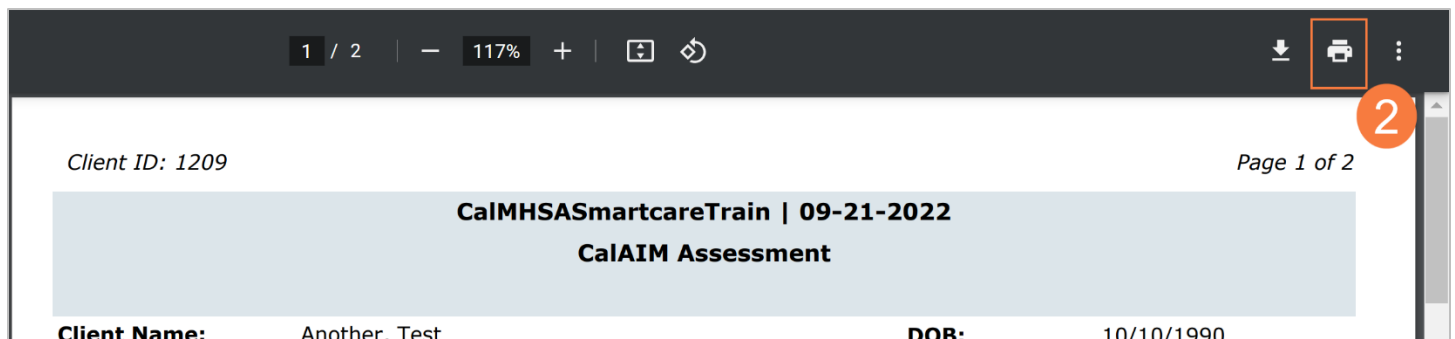 1 / 2 117%
2
Client ID: 1209 Page 1 of 2
CalMHSASmartcareTrain | 09-21-2022
CalAIM Assessment
Client Name: Another, Test DOB: 10/10/1990